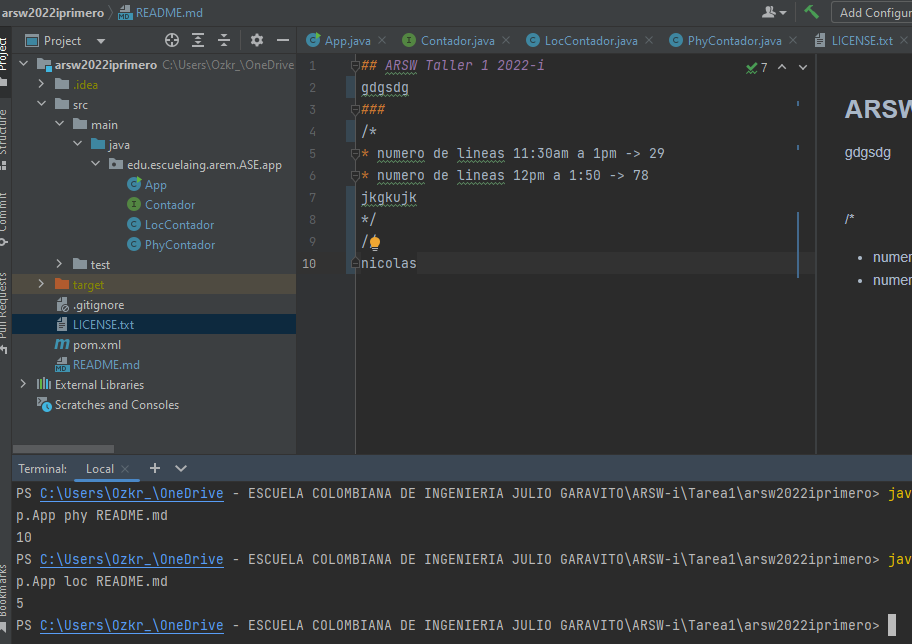 arsw2022iprimero README.md Add Configur
Project App.java Contador.java LocContador.java PhyContador.java LICENSE.txt
Project
Structure
Commit
Pull Requests
Bookmarks
arsw2022iprimero C:\Users\Ozkr_\OneDrive
.idea
src
main
java
edu.escuelaing.arem.ASE.app
App
Contador
LocContador
PhyContador
test
target
.gitignore
LICENSE.txt
pom.xml
README.md
External Libraries
Scratches and Consoles
1 ## ARSW Taller 1 2022-i
7
2 gdgsdg
3 ###
4 /*
5 * numero de lineas 11:30am a 1pm -> 29
6 * numero de lineas 12pm a 1:50 -> 78
7 jkgkujk
8 */
9 /
10 nicolas
ARSW
gdgsdg
/*
• numer
• numer
Terminal: Local
PS C:\Users\Ozkr_\OneDrive - ESCUELA COLOMBIANA DE INGENIERIA JULIO GARAVITO\ARSW-i\Tarea1\arsw2022iprimero> jav
p.App phy README.md
10
PS C:\Users\Ozkr_\OneDrive - ESCUELA COLOMBIANA DE INGENIERIA JULIO GARAVITO\ARSW-i\Tarea1\arsw2022iprimero> jav
p.App loc README.md
5
PS C:\Users\Ozkr_\OneDrive - ESCUELA COLOMBIANA DE INGENIERIA JULIO GARAVITO\ARSW-i\Tarea1\arsw2022iprimero>